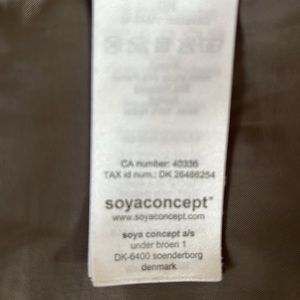 CA number: 40336
TAX id num.: DK 26466254
soyaconcept®
www.soyaconcept.com
soya concept a/s
under broen 1
DK-6400 soenderborg
denmark